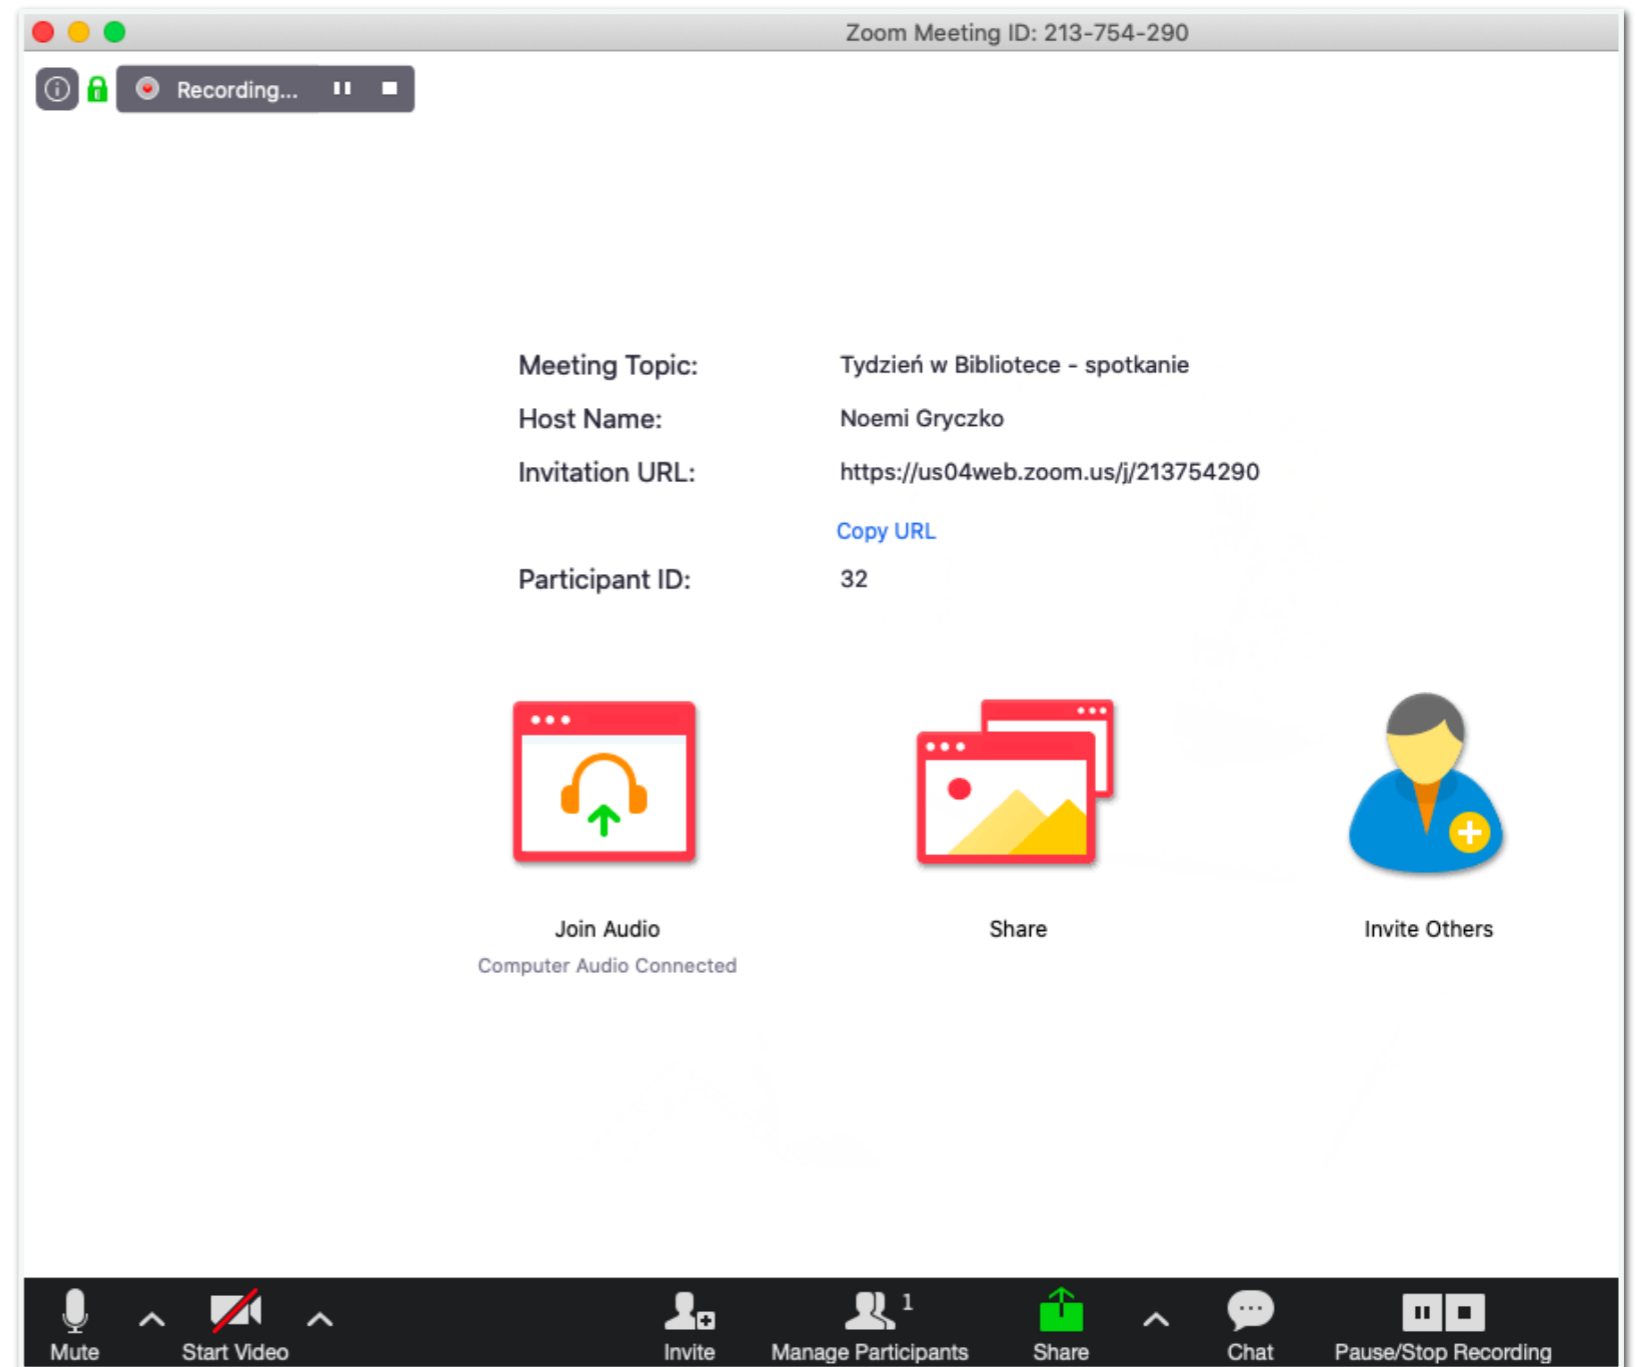 Zoom Meeting ID: 213-754-290
Recording...
Meeting Topic: Tydzień w Bibliotece - spotkanie
Host Name: Noemi Gryczko
Invitation URL: https://us04web.zoom.us/j/213754290
Copy URL
Participant ID: 32
Join Audio Share Invite Others
Computer Audio Connected
1
Mute Start Video Invite Manage Participants Share Chat Pause/Stop Recording